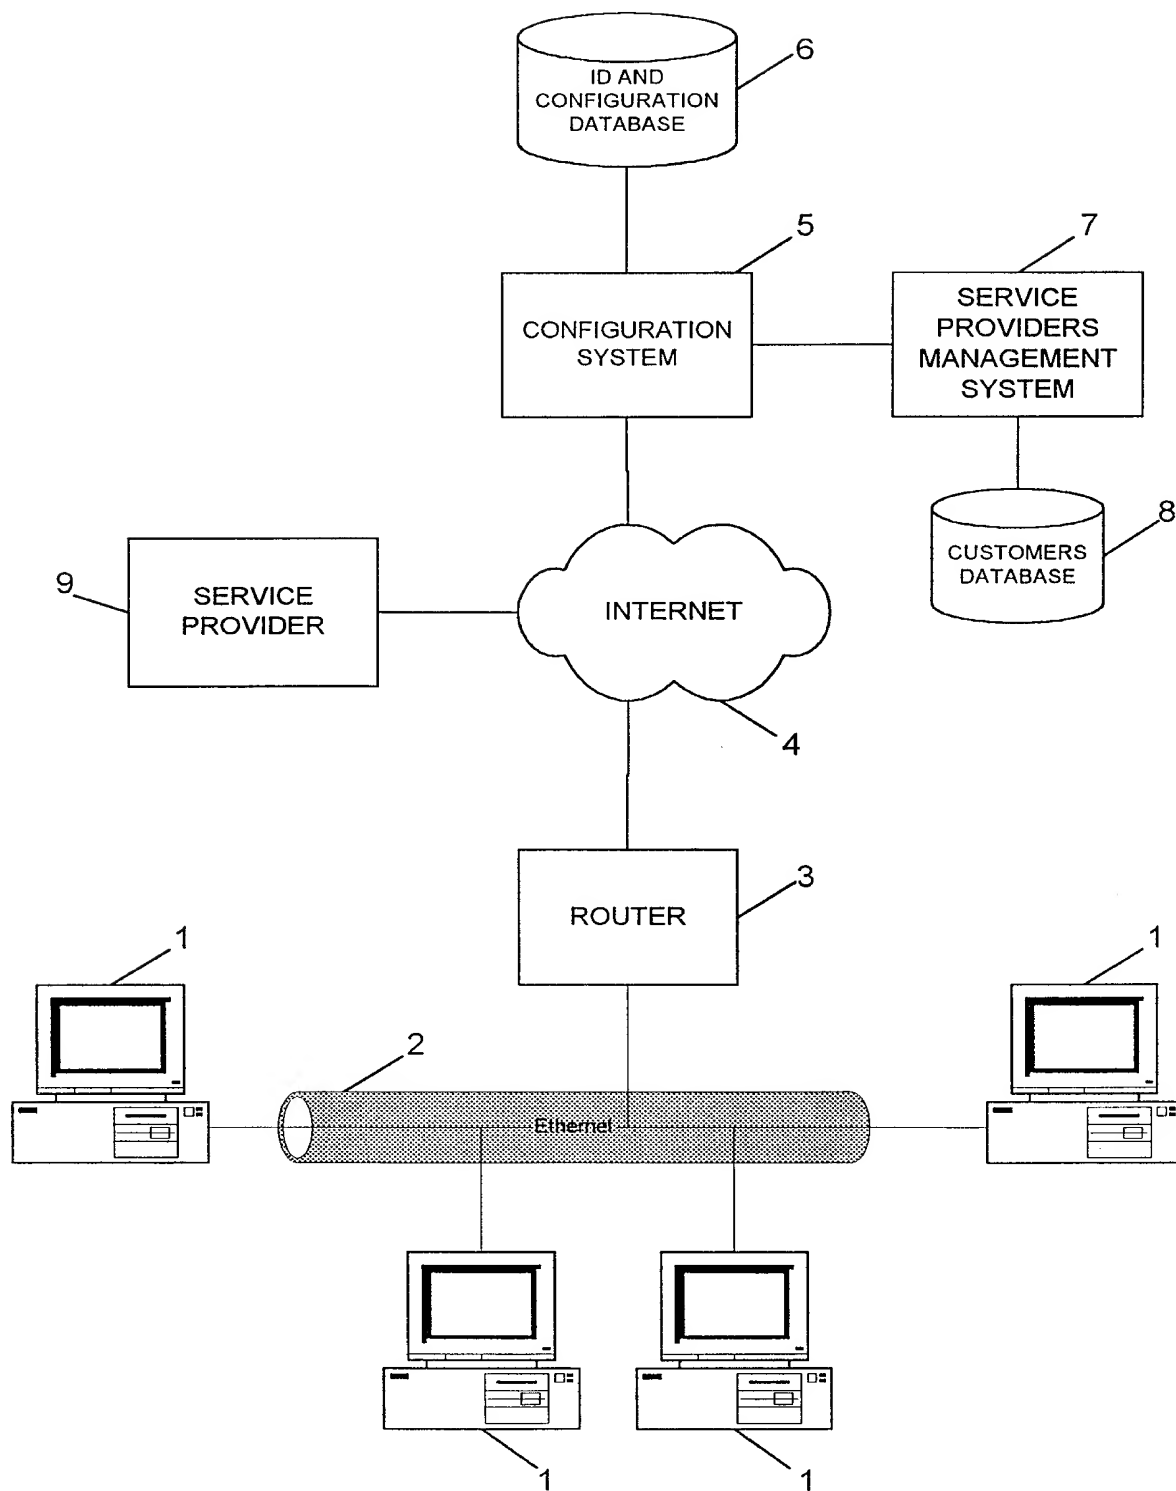 6
ID AND
CONFIGURATION
DATABASE
5
7
CONFIGURATION
SYSTEM
SERVICE
PROVIDERS
MANAGEMENT
SYSTEM
8
CUSTOMERS
DATABASE
9
SERVICE
PROVIDER
INTERNET
4
3
ROUTER
1
1
2
Ethernet
1
1